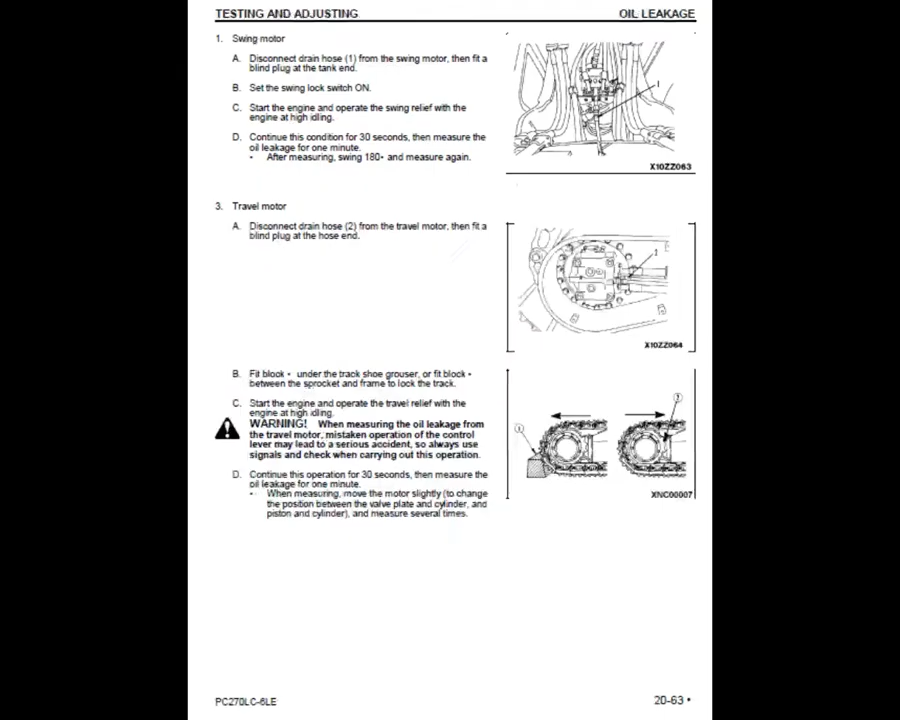 TESTING AND ADJUSTING OIL LEAKAGE
1. Swing motor
A. Disconnect drain hose (1) from the swing motor, then fit a
blind plug at the tank end.
B. Set the swing lock switch ON.
C. Start the engine and operate the swing relief with the
engine at high idling.
D. Continue this condition for 30 seconds, then measure the
oil leakage for one minute.
• After measuring, swing 180• and measure again.
1
X10ZZ063
3. Travel motor
A. Disconnect drain hose (2) from the travel motor, then fit a
blind plug at the hose end.
X10ZZ064
B. Fit block • under the track shoe grouser, or fit block •
between the sprocket and frame to lock the track.
C. Start the engine and operate the travel relief with the
engine at high idling.
WARNING! When measuring the oil leakage from
the travel motor, mistaken operation of the control
lever may lead to a serious accident, so always use
signals and check when carrying out this operation.
D. Continue this operation for 30 seconds, then measure the
oil leakage for one minute.
• When measuring, move the motor slightly (to change
the position between the valve plate and cylinder, and
piston and cylinder), and measure several times.
XNC00007
PC270LC-6LE 20-63 •